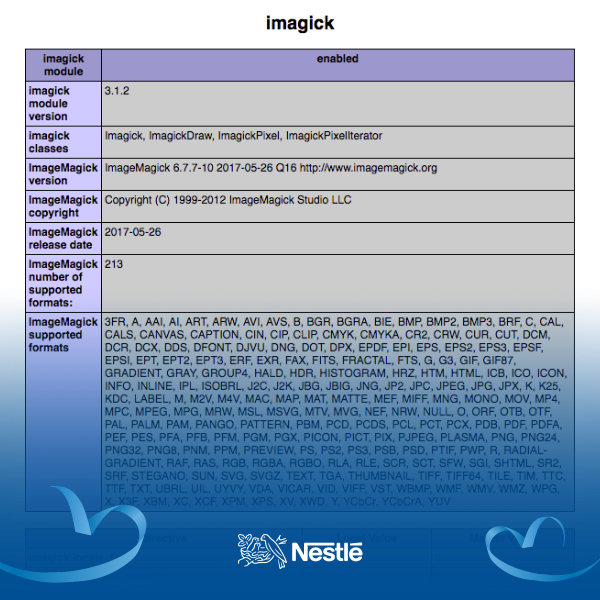 imagick
imagick module enabled
imagick module version 3.1.2
imagick classes Imagick, ImagickDraw, ImagickPixel, ImagickPixelIterator
ImageMagick version ImageMagick 6.7.7-10 2017-05-26 Q16 http://www.imagemagick.org
ImageMagick copyright Copyright (C) 1999-2012 ImageMagick Studio LLC
ImageMagick release date 2017-05-26
ImageMagick number of supported formats: 213
ImageMagick supported formats
3FR, A, AAI, AI, ART, ARW, AVI, AVS, B, BGR, BGRA, BIE, BMP, BMP2, BMP3, BRF, C, CAL,
CALS, CANVAS, CAPTION, CIN, CIP, CLIP, CMYK, CMYKA, CR2, CRW, CUR, CUT, DCM,
DCR, DCX, DDS, DFONT, DJVU, DNG, DOT, DPX, EPDF, EPI, EPS, EPS2, EPS3, EPSF,
EPSI, EPT, EPT2, EPT3, ERF, EXR, FAX, FITS, FRACTAL, FTS, G, G3, GIF, GIF87,
GRADIENT, GRAY, GROUP4, HALD, HDR, HISTOGRAM, HRZ, HTM, HTML, ICB, ICO, ICON,
INFO, INLINE, IPL, ISOBRL, J2C, J2K, JBG, JBIG, JNG, JP2, JPC, JPEG, JPG, JPX, K, K25,
KDC, LABEL, M, M2V, M4V, MAC, MAP, MAT, MATTE, MEF, MIFF, MNG, MONO, MOV, MP4,
MPC, MPEG, MPG, MRW, MSL, MSVG, MTV, MVG, NEF, NRW, NULL, O, ORF, OTB, OTF,
PAL, PALM, PAM, PANGO, PATTERN, PBM, PCD, PCDS, PCL, PCT, PCX, PDB, PDF, PDFA,
PEF, PES, PFA, PFB, PFM, PGM, PGX, PICON, PICT, PIX, PJPEG, PLASMA, PNG, PNG24,
PNG32, PNG8, PNM, PPM, PREVIEW, PS, PS2, PS3, PSB, PSD, PTIF, PWP, R, RADIAL-
GRADIENT, RAF, RAS, RGB, RGBA, RGBO, RLA, RLE, SCR, SCT, SFW, SGI, SHTML, SR2,
SRF, STEGANO, SUN, SVG, SVGZ, TEXT, TGA, THUMBNAIL, TIFF, TIFF64, TILE, TIM, TTC,
TTF, TXT, UBRL, UIL, UYVY, VDA, VICAR, VID, VIFF, VST, WBMP, WMF, WMV, WMZ, WPG,
X, X3F, XBM, XC, XCF, XPM, XPS, XV, XWD, Y, YCbCr, YCbCrA, YUV
Value
Nestlé